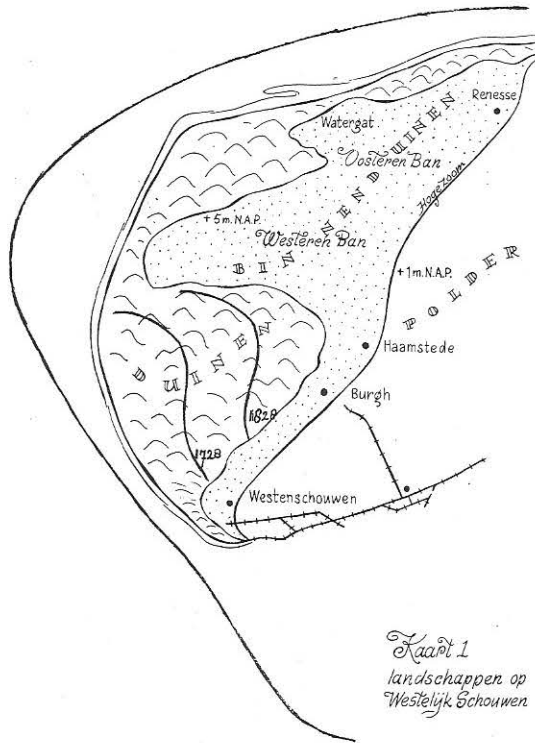 Renesse
Watergat
Oosteren Ban
Hogezoom
+5m. N.A.P.
Westeren Ban
BINNENDUINEN
+1m. N.A.P.
POLDER
Haamstede
DUINEN
Burgh
1828
1728
Westenschouwen
Kaart 1
landschappen op
Westelijk Schouwen